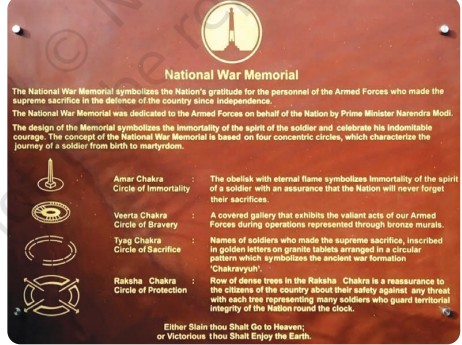 National War Memorial
The National War Memorial symbolizes the Nation's gratitude for the personnel of the Armed Forces who made the
supreme sacrifice in the defence of the country since independence.
The National War Memorial was dedicated to the Armed Forces on behalf of the Nation by Prime Minister Narendra Modi.
The design of the Memorial symbolizes the immortality of the spirit of the soldier and celebrate his indomitable
courage. The concept of the National War Memorial is based on four concentric circles, which characterize the
journey of a soldier from birth to martyrdom.
Amar Chakra : The obelisk with eternal flame symbolizes Immortality of the spirit
Circle of Immortality of a soldier with an assurance that the Nation will never forget
their sacrifices.
Veerta Chakra : A covered gallery that exhibits the valiant acts of our Armed
Circle of Bravery Forces during operations represented through bronze murals.
Tyag Chakra : Names of soldiers who made the supreme sacrifice, inscribed
Circle of Sacrifice in golden letters on granite tablets arranged in a circular
pattern which symbolizes the ancient war formation
'Chakravyuh'.
Raksha Chakra : Row of dense trees in the Raksha Chakra is a reassurance to
Circle of Protection the citizens of the country about their safety against any threat
with each tree representing many soldiers who guard territorial
integrity of the Nation round the clock.
Either Slain thou Shalt Go to Heaven;
or Victorious thou Shalt Enjoy the Earth.